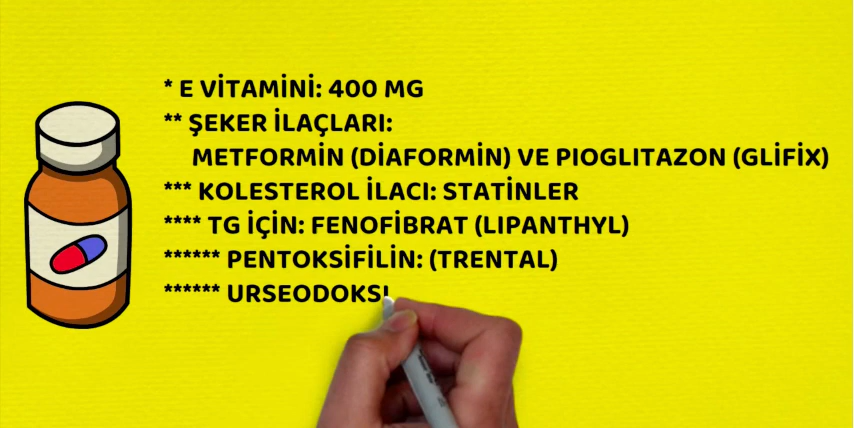 * E VİTAMİNİ: 400 MG
** ŞEKER İLAÇLARI:
METFORMİN (DİAFORMİN) VE PIOGLITAZON (GLİFİX)
*** KOLESTEROL İLACI: STATİNLER
**** TG İÇİN: FENOFİBRAT (LIPANTHYL)
****** PENTOKSİFİLİN: (TRENTAL)
****** URSEODOKSI